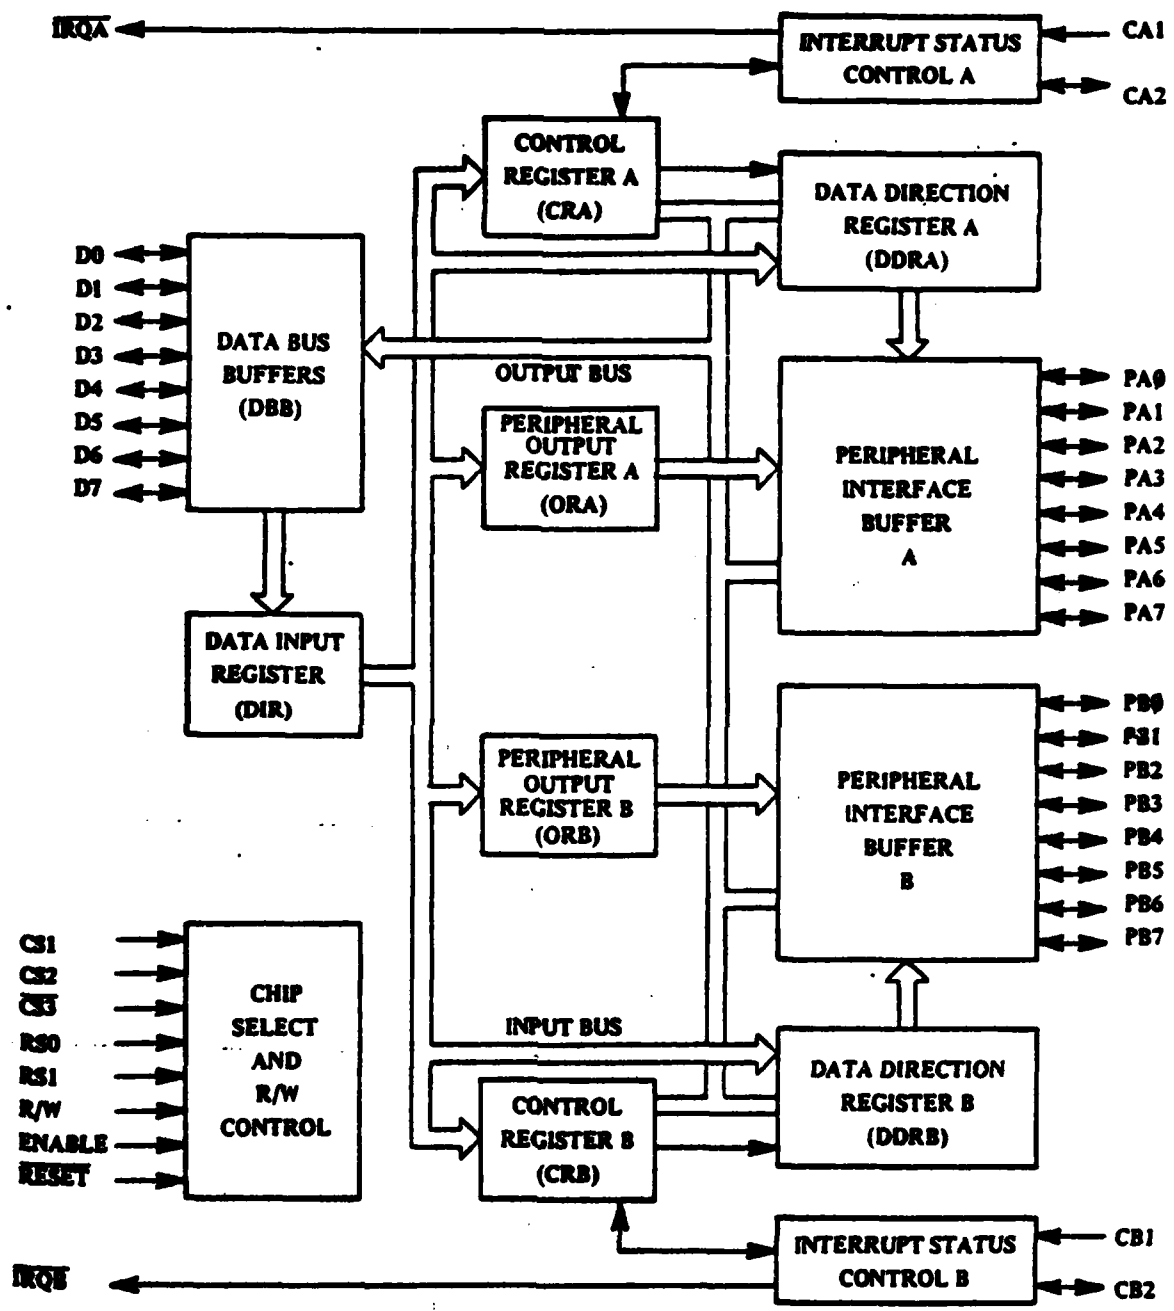 IRQA
INTERRUPT STATUS
CONTROL A
CA1
CA2
CONTROL
REGISTER A
(CRA)
DATA DIRECTION
REGISTER A
(DDRA)
D0
D1
D2
D3
D4
D5
D6
D7
DATA BUS
BUFFERS
(DBB)
OUTPUT BUS
PERIPHERAL
OUTPUT
REGISTER A
(ORA)
PERIPHERAL
INTERFACE
BUFFER
A
PA0
PA1
PA2
PA3
PA4
PA5
PA6
PA7
DATA INPUT
REGISTER
(DIR)
PERIPHERAL
OUTPUT
REGISTER B
(ORB)
PERIPHERAL
INTERFACE
BUFFER
B
PB0
PB1
PB2
PB3
PB4
PB5
PB6
PB7
CS1
CS2
CS3
RS0
RS1
R/W
ENABLE
RESET
CHIP
SELECT
AND
R/W
CONTROL
INPUT BUS
CONTROL
REGISTER B
(CRB)
DATA DIRECTION
REGISTER B
(DDRB)
INTERRUPT STATUS
CONTROL B
CB1
CB2
IRQB